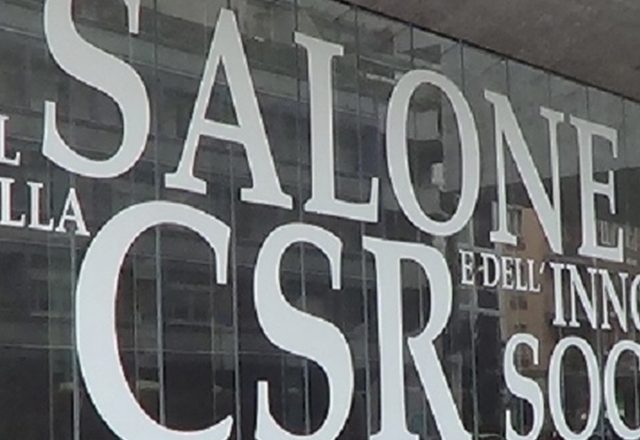 SALONE
LLA CSR E DELL'INNO
SOC